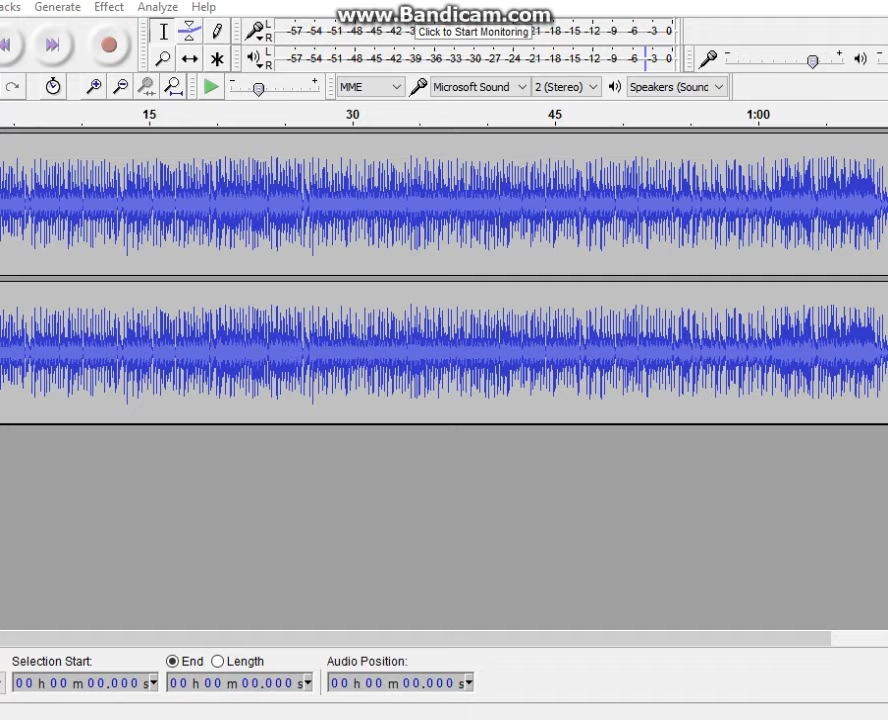 www.Bandicam.com
acks Generate Effect Analyze Help
L R -57 -54 -51 -48 -45 -42 -3 Click to Start Monitoring 1 -18 -15 -12 -9 -6 -3 0
L R -57 -54 -51 -48 -45 -42 -39 -36 -33 -30 -27 -24 -21 -18 -15 -12 -9 -6 -3 0
MME Microsoft Sound 2 (Stereo) Speakers (Sounc
15 30 45 1:00
Selection Start: End Length Audio Position:
00 h 00 m 00.000 s 00 h 00 m 00.000 s 00 h 00 m 00.000 s